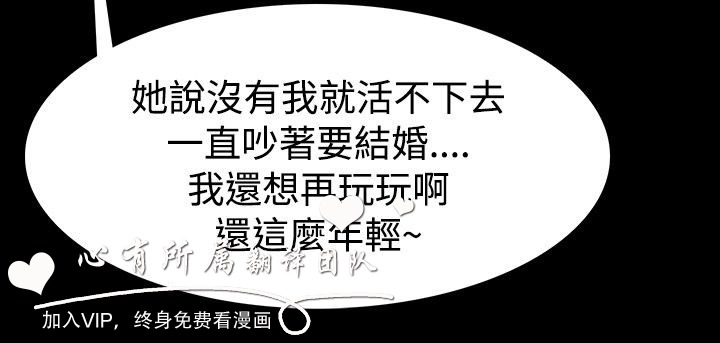 她說沒有我就活不下去
一直吵著要結婚....
我還想再玩玩啊
還這麼年輕~
心有所属翻译团队
加入VIP，终身免费看漫画